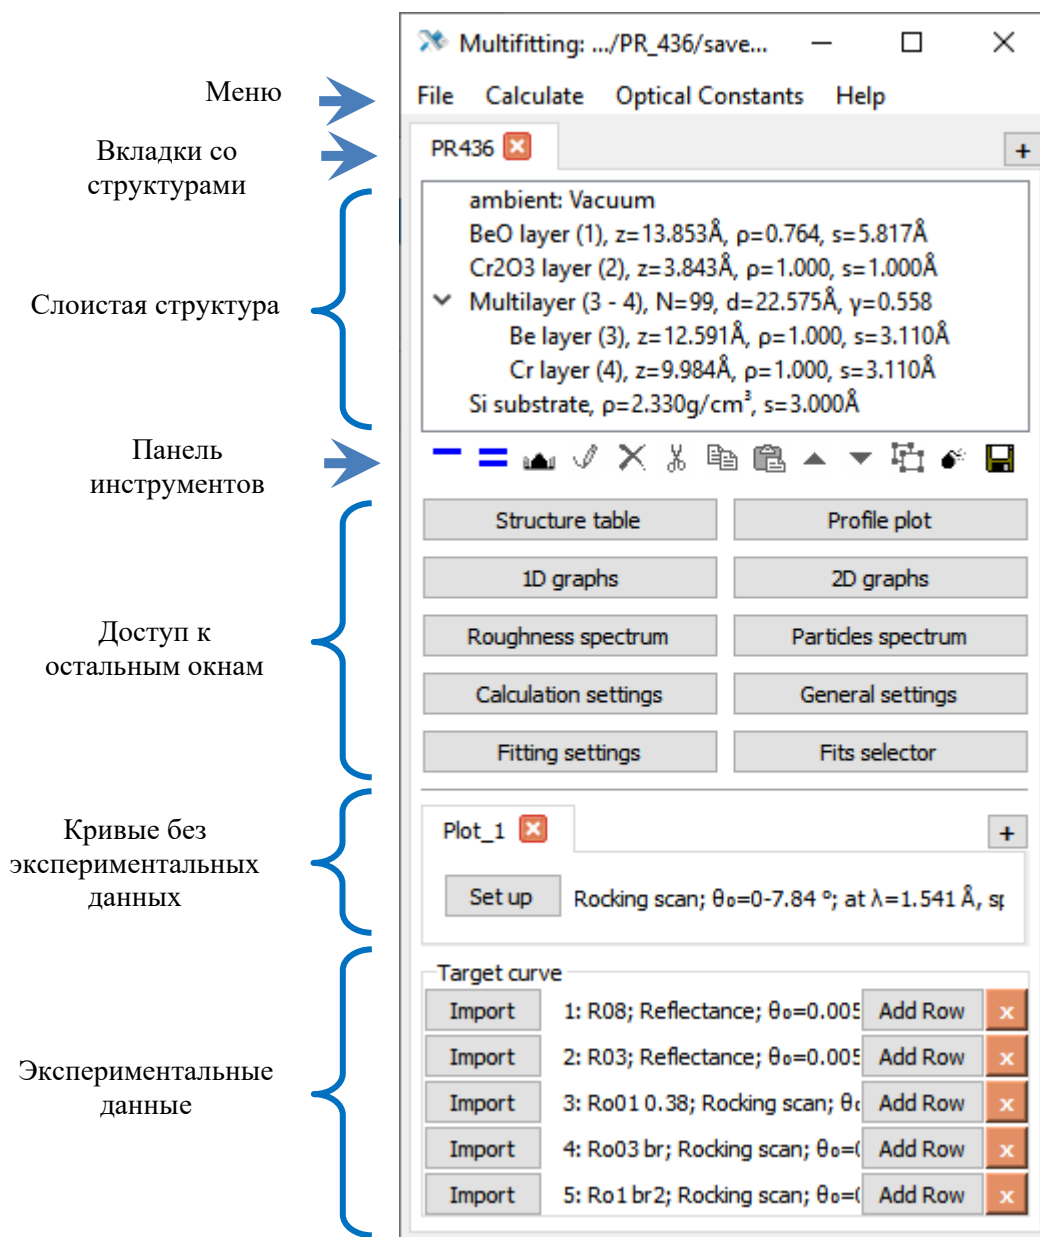 Multifitting: .../PR_436/save...
Меню
File Calculate Optical Constants Help
Вкладки со
структурами
PR436
+
Слоистая структура
ambient: Vacuum
BeO layer (1), z=13.853Å, ρ=0.764, s=5.817Å
Cr2O3 layer (2), z=3.843Å, ρ=1.000, s=1.000Å
Multilayer (3 - 4), N=99, d=22.575Å, γ=0.558
Be layer (3), z=12.591Å, ρ=1.000, s=3.110Å
Cr layer (4), z=9.984Å, ρ=1.000, s=3.110Å
Si substrate, ρ=2.330g/cm³, s=3.000Å
Панель
инструментов
Доступ к
остальным окнам
Structure table Profile plot
1D graphs 2D graphs
Roughness spectrum Particles spectrum
Calculation settings General settings
Fitting settings Fits selector
Кривые без
экспериментальных
данных
Plot_1
+
Set up Rocking scan; θ₀=0-7.84 °; at λ=1.541 Å, sp
Экспериментальные
данные
Target curve
Import 1: R08; Reflectance; θ₀=0.005 Add Row x
Import 2: R03; Reflectance; θ₀=0.005 Add Row x
Import 3: Ro01 0.38; Rocking scan; θ₀ Add Row x
Import 4: Ro03 br; Rocking scan; θ₀=0 Add Row x
Import 5: Ro1 br2; Rocking scan; θ₀=0 Add Row x